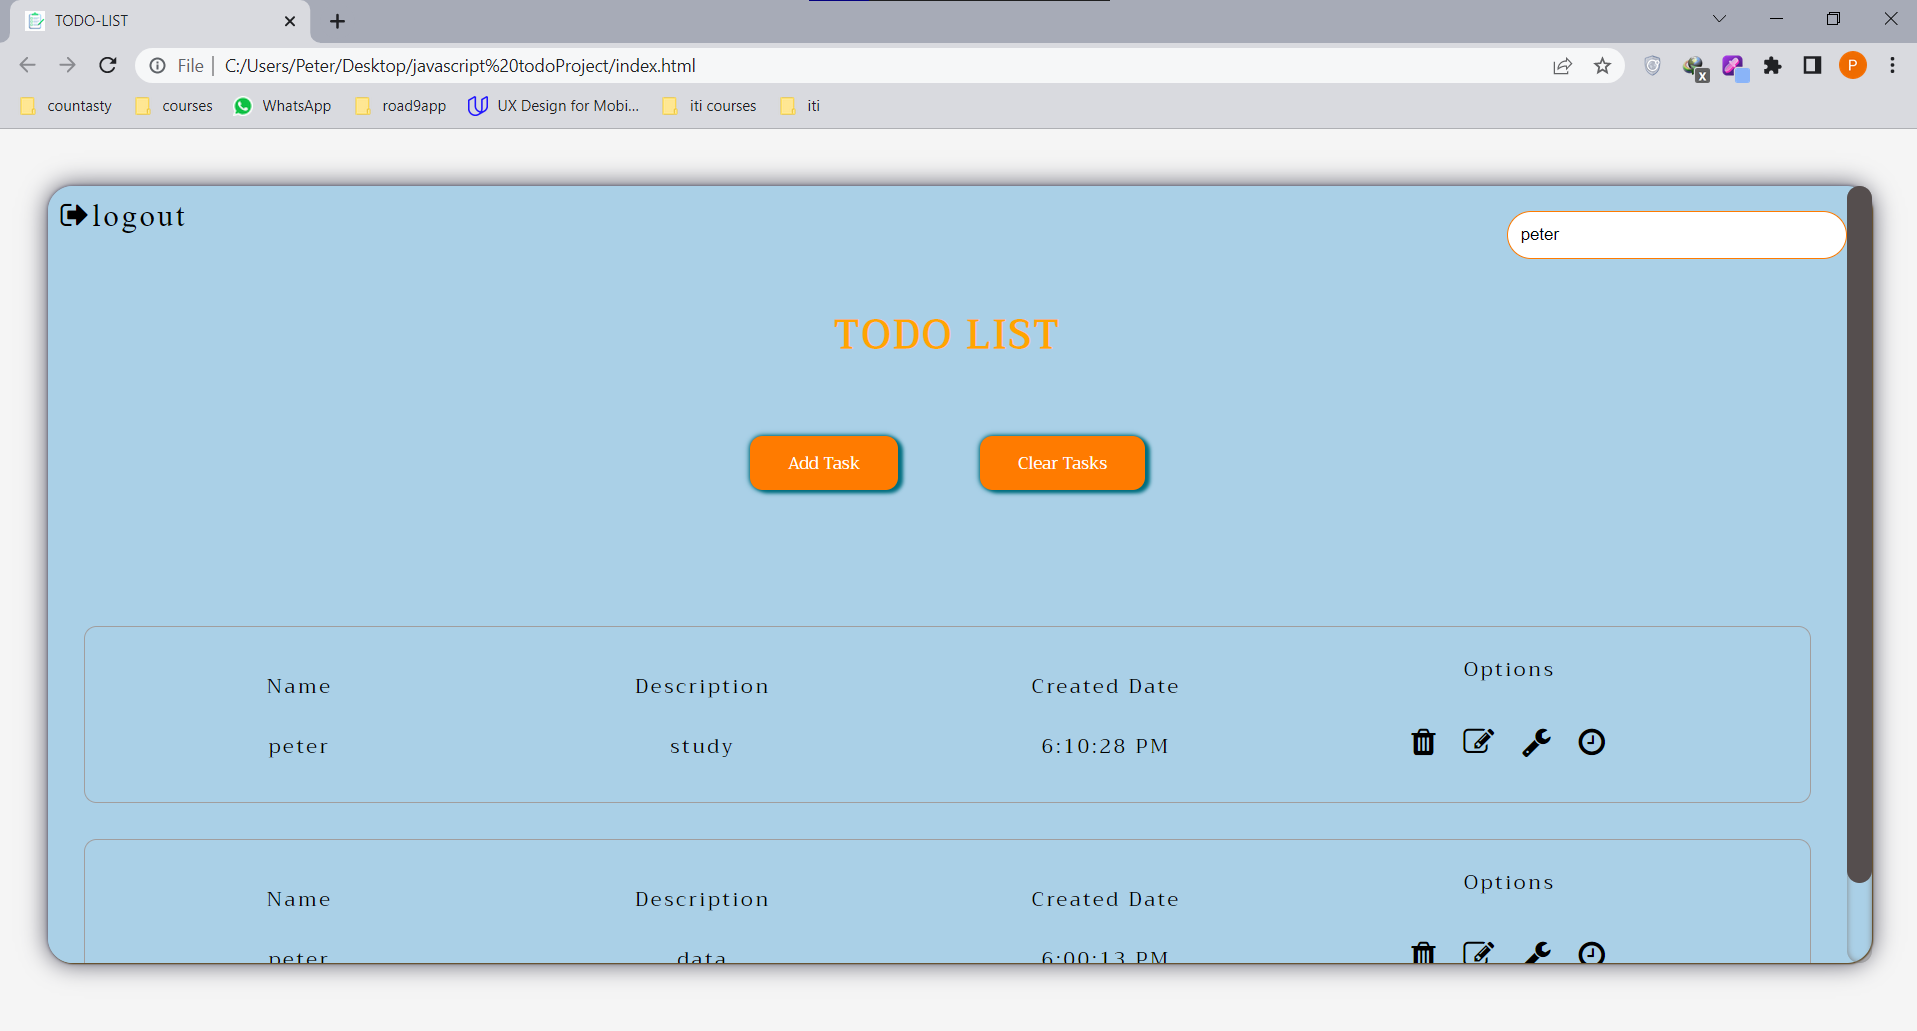 TODO-LIST
File | C:/Users/Peter/Desktop/javascript%20todoProject/index.html
X
P
countasty courses WhatsApp road9app UX Design for Mobi... iti courses iti
logout
peter
TODO LIST
Add Task Clear Tasks
Name Description Created Date Options
peter study 6:10:28 PM
Name Description Created Date Options
peter data 6:00:13 PM